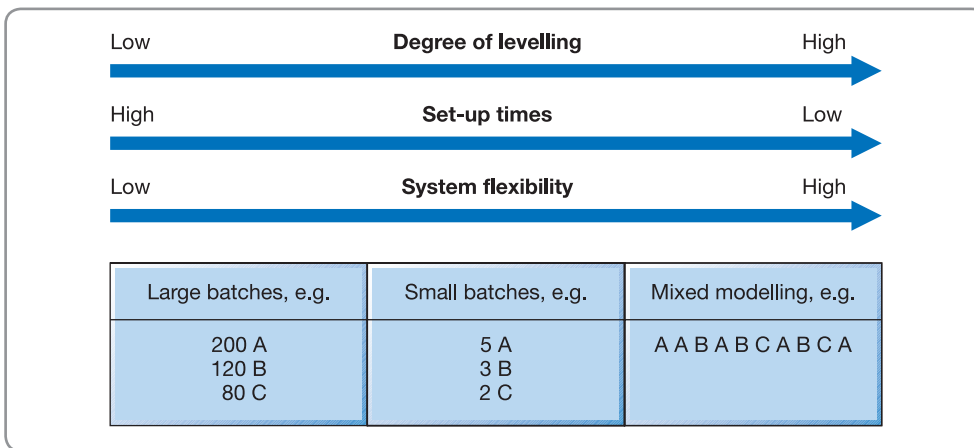 Low Degree of levelling High
High Set-up times Low
Low System flexibility High
Large batches, e.g. Small batches, e.g. Mixed modelling, e.g.
200 A 5 A A A B A B C A B C A
120 B 3 B
80 C 2 C